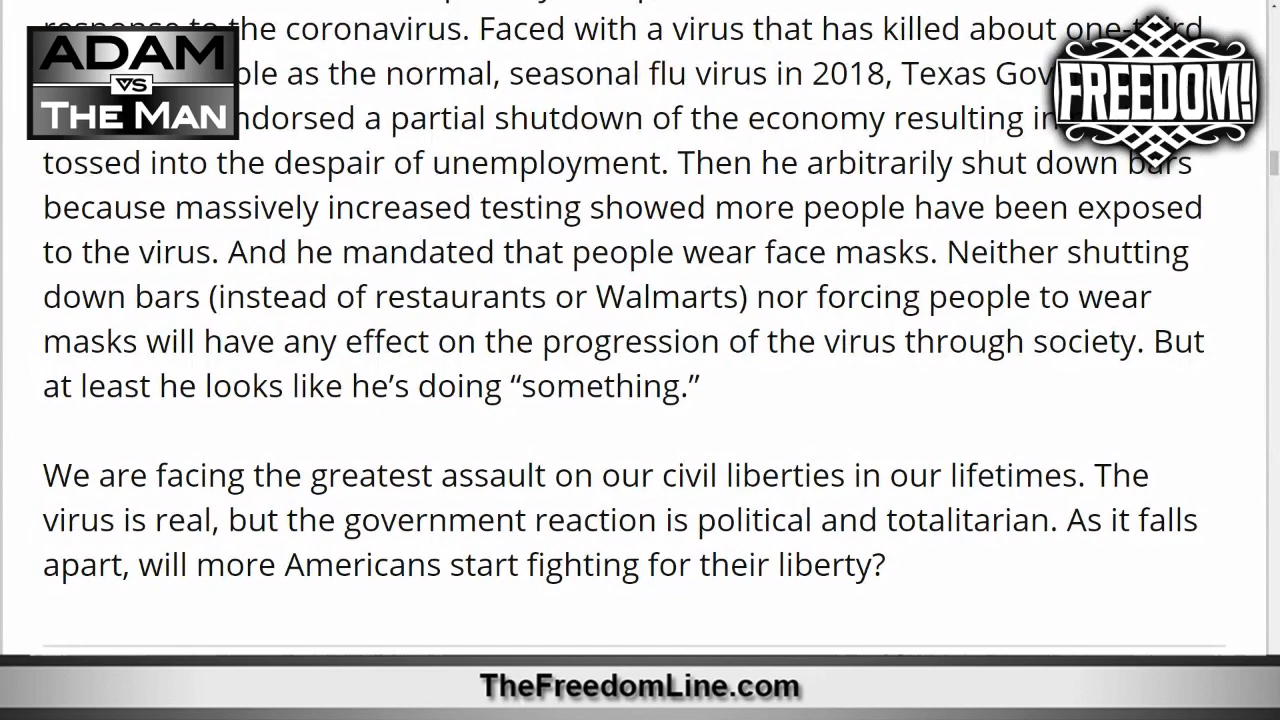 response to the coronavirus. Faced with a virus that has killed about one-third
ADAM
VS
THE MAN
FREEDOM!
as the normal, seasonal flu virus in 2018, Texas
a partial shutdown of the economy resulting in
tossed into the despair of unemployment. Then he arbitrarily shut down bars
because massively increased testing showed more people have been exposed
to the virus. And he mandated that people wear face masks. Neither shutting
down bars (instead of restaurants or Walmarts) nor forcing people to wear
masks will have any effect on the progression of the virus through society. But
at least he looks like he’s doing “something.”
We are facing the greatest assault on our civil liberties in our lifetimes. The
virus is real, but the government reaction is political and totalitarian. As it falls
apart, will more Americans start fighting for their liberty?
TheFreedomLine.com